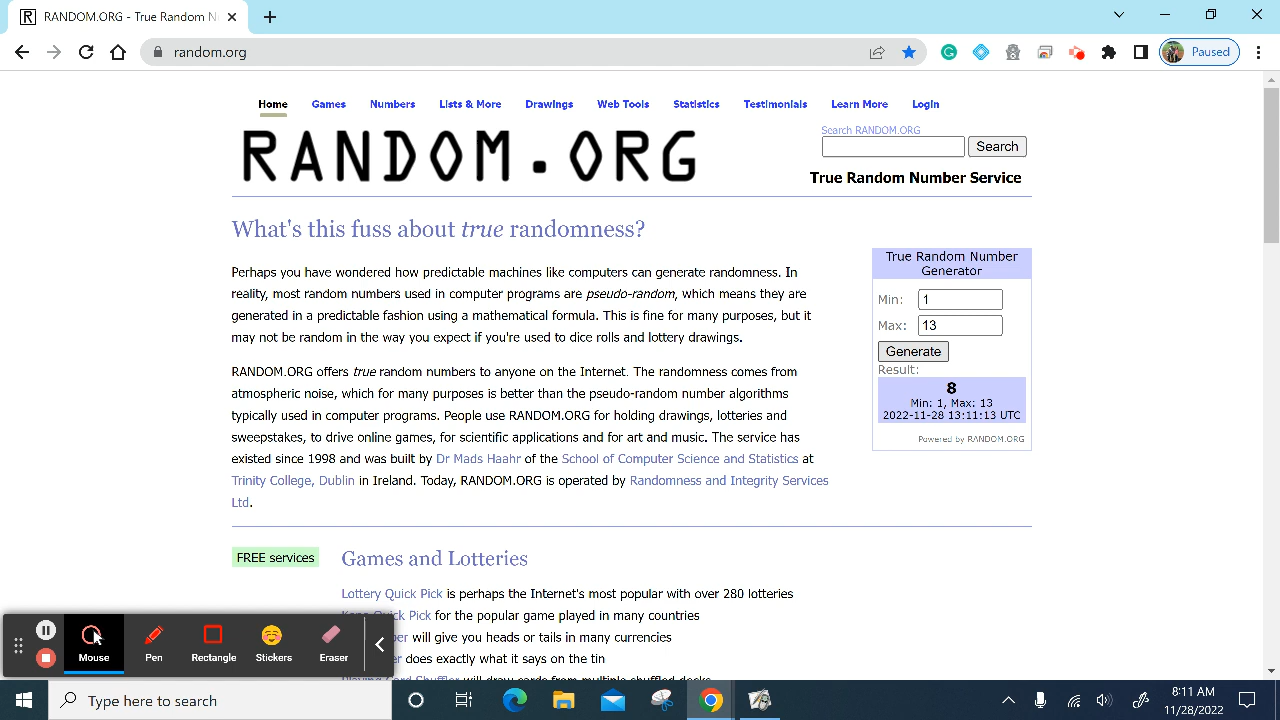 RANDOM.ORG - True Random N
random.org
Paused
Home Games Numbers Lists & More Drawings Web Tools Statistics Testimonials Learn More Login
RANDOM.ORG
Search RANDOM.ORG
Search
True Random Number Service
What's this fuss about true randomness?
Perhaps you have wondered how predictable machines like computers can generate randomness. In
reality, most random numbers used in computer programs are pseudo-random, which means they are
generated in a predictable fashion using a mathematical formula. This is fine for many purposes, but it
may not be random in the way you expect if you're used to dice rolls and lottery drawings.
RANDOM.ORG offers true random numbers to anyone on the Internet. The randomness comes from
atmospheric noise, which for many purposes is better than the pseudo-random number algorithms
typically used in computer programs. People use RANDOM.ORG for holding drawings, lotteries and
sweepstakes, to drive online games, for scientific applications and for art and music. The service has
existed since 1998 and was built by Dr Mads Haahr of the School of Computer Science and Statistics at
Trinity College, Dublin in Ireland. Today, RANDOM.ORG is operated by Randomness and Integrity Services
Ltd.
True Random Number
Generator
Min: 1
Max: 13
Generate
Result:
8
Min: 1, Max: 13
2022-11-28 13:11:13 UTC
Powered by RANDOM.ORG
FREE services
Games and Lotteries
Lottery Quick Pick is perhaps the Internet's most popular with over 280 lotteries
Quick Pick for the popular game played in many countries
will give you heads or tails in many currencies
does exactly what it says on the tin
will draw cards from multiple shuffled decks
Mouse Pen Rectangle Stickers Eraser
Type here to search
8:11 AM
11/28/2022